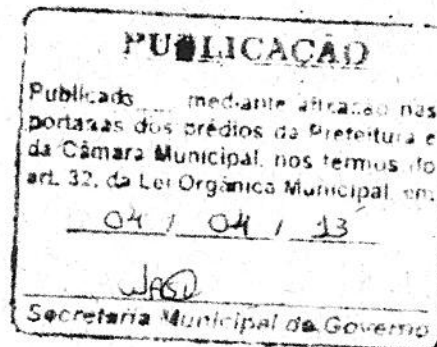 PUBLICAÇÃO
Publicado mediante afixação nas
portarias dos prédios da Prefeitura e
da Câmara Municipal, nos termos do
art. 32, da Lei Orgânica Municipal, em:
04 / 04 / 13
Secretaria Municipal de Governo